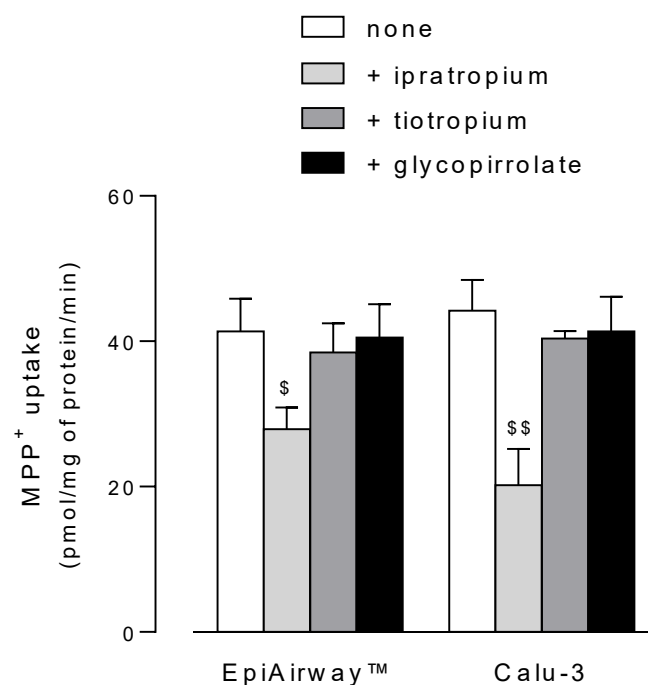 none
+ ipratropium
+ tiotropium
+ glycopirrolate
60
40
20
0
MPP+ uptake
(pmol/mg of protein/min)
$
$$
EpiAirway™
Calu-3